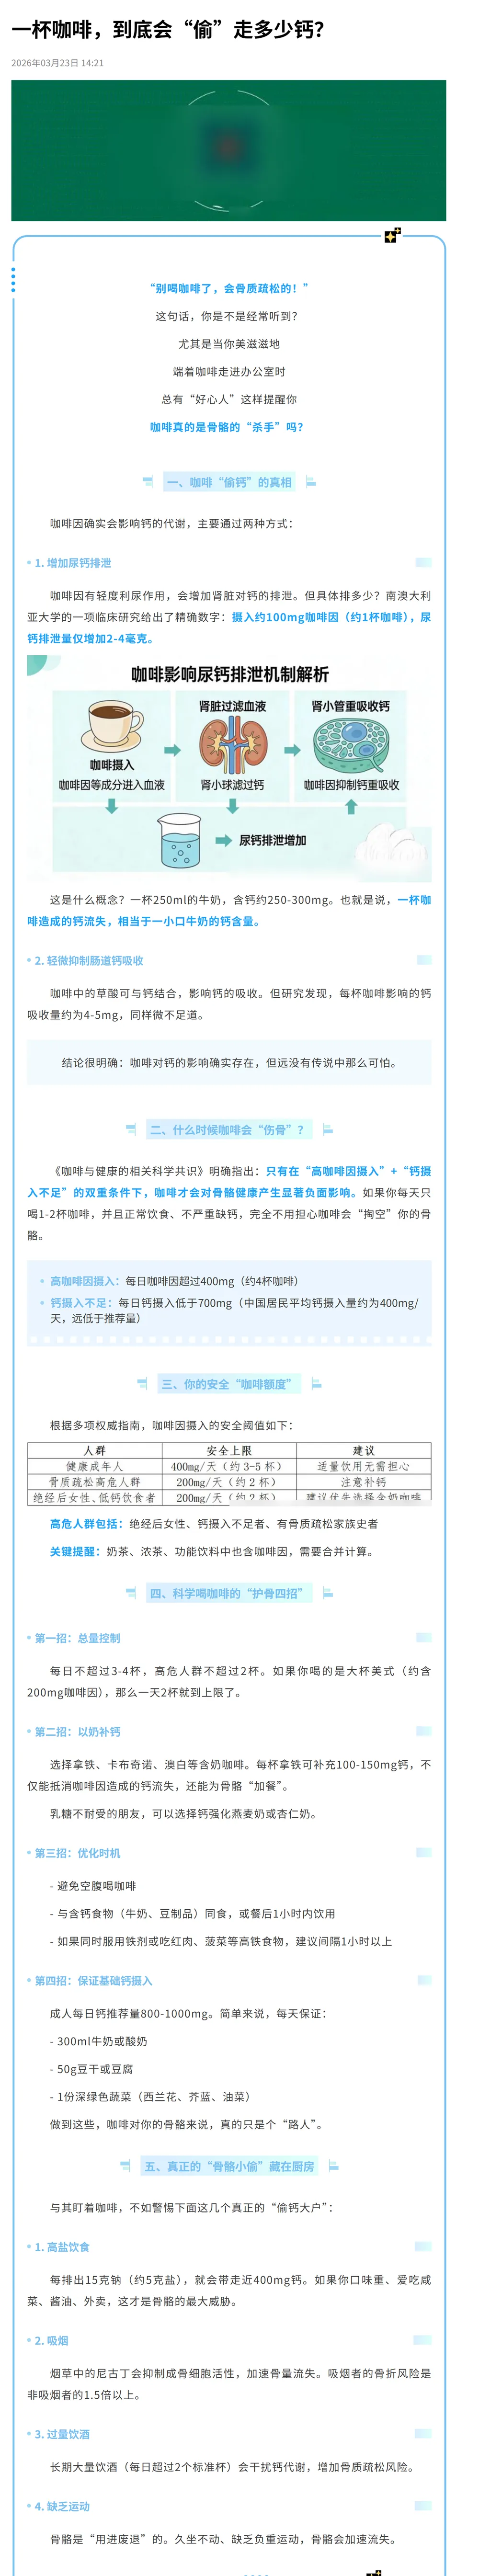 一杯咖啡，到底会“偷”走多少钙？
2026年03月23日 14:21
“别喝咖啡了，会骨质疏松的！”
这句话，你是不是经常听到？
尤其是当你美滋滋地
端着咖啡走进办公室时
总有“好心人”这样提醒你
咖啡真的是骨骼的“杀手”吗？
一、咖啡“偷钙”的真相
咖啡因确实会影响钙的代谢，主要通过两种方式：
1. 增加尿钙排泄
咖啡因有轻度利尿作用，会增加肾脏对钙的排泄。但具体排多少？南澳大利
亚大学的一项临床研究给出了精确数字：摄入约100mg咖啡因（约1杯咖啡），尿
钙排泄量仅增加2-4毫克。
咖啡影响尿钙排泄机制解析
咖啡摄入
咖啡因等成分进入血液
肾脏过滤血液
肾小球滤过钙
肾小管重吸收钙
咖啡因抑制钙重吸收
尿钙排泄增加
这是什么概念？一杯250ml的牛奶，含钙约250-300mg。也就是说，一杯咖
啡造成的钙流失，相当于一小口牛奶的钙含量。
2. 轻微抑制肠道钙吸收
咖啡中的草酸可与钙结合，影响钙的吸收。但研究发现，每杯咖啡影响的钙
吸收量约为4-5mg，同样微不足道。
结论很明确：咖啡对钙的影响确实存在，但远没有传说中那么可怕。
二、什么时候咖啡会“伤骨”？
《咖啡与健康的相关科学共识》明确指出：只有在“高咖啡因摄入”+“钙摄
入不足”的双重条件下，咖啡才会对骨骼健康产生显著负面影响。如果你每天只
喝1-2杯咖啡，并且正常饮食、不严重缺钙，完全不用担心咖啡会“掏空”你的骨
骼。
高咖啡因摄入：每日咖啡因超过400mg（约4杯咖啡）
钙摄入不足：每日钙摄入低于700mg（中国居民平均钙摄入量约为400mg/
天，远低于推荐量）
三、你的安全“咖啡额度”
根据多项权威指南，咖啡因摄入的安全阈值如下：
人群 安全上限 建议
健康成年人 400mg/天（约 3-5 杯） 适量饮用无需担心
骨质疏松高危人群 200mg/天（约 2 杯） 注意补钙
绝经后女性、低钙饮食者 200mg/天（约 2 杯） 建议优先选择含奶咖啡
高危人群包括：绝经后女性、钙摄入不足者、有骨质疏松家族史者
关键提醒：奶茶、浓茶、功能饮料中也含咖啡因，需要合并计算。
四、科学喝咖啡的“护骨四招”
第一招：总量控制
每日不超过3-4杯，高危人群不超过2杯。如果你喝的是大杯美式（约含
200mg咖啡因），那么一天2杯就到上限了。
第二招：以奶补钙
选择拿铁、卡布奇诺、澳白等含奶咖啡。每杯拿铁可补充100-150mg钙，不
仅能抵消咖啡因造成的钙流失，还能为骨骼“加餐”。
乳糖不耐受的朋友，可以选择钙强化燕麦奶或杏仁奶。
第三招：优化时机
- 避免空腹喝咖啡
- 与含钙食物（牛奶、豆制品）同食，或餐后1小时内饮用
- 如果同时服用铁剂或吃红肉、菠菜等高铁食物，建议间隔1小时以上
第四招：保证基础钙摄入
成人每日钙推荐量800-1000mg。简单来说，每天保证：
- 300ml牛奶或酸奶
- 50g豆干或豆腐
- 1份深绿色蔬菜（西兰花、芥蓝、油菜）
做到这些，咖啡对你的骨骼来说，真的只是个“路人”。
五、真正的“骨骼小偷”藏在厨房
与其盯着咖啡，不如警惕下面这几个真正的“偷钙大户”：
1. 高盐饮食
每排出15克钠（约5克盐），就会带走近400mg钙。如果你口味重、爱吃咸
菜、酱油、外卖，这才是骨骼的最大威胁。
2. 吸烟
烟草中的尼古丁会抑制成骨细胞活性，加速骨量流失。吸烟者的骨折风险是
非吸烟者的1.5倍以上。
3. 过量饮酒
长期大量饮酒（每日超过2个标准杯）会干扰钙代谢，增加骨质疏松风险。
4. 缺乏运动
骨骼是“用进废退”的。久坐不动、缺乏负重运动，骨骼会加速流失。